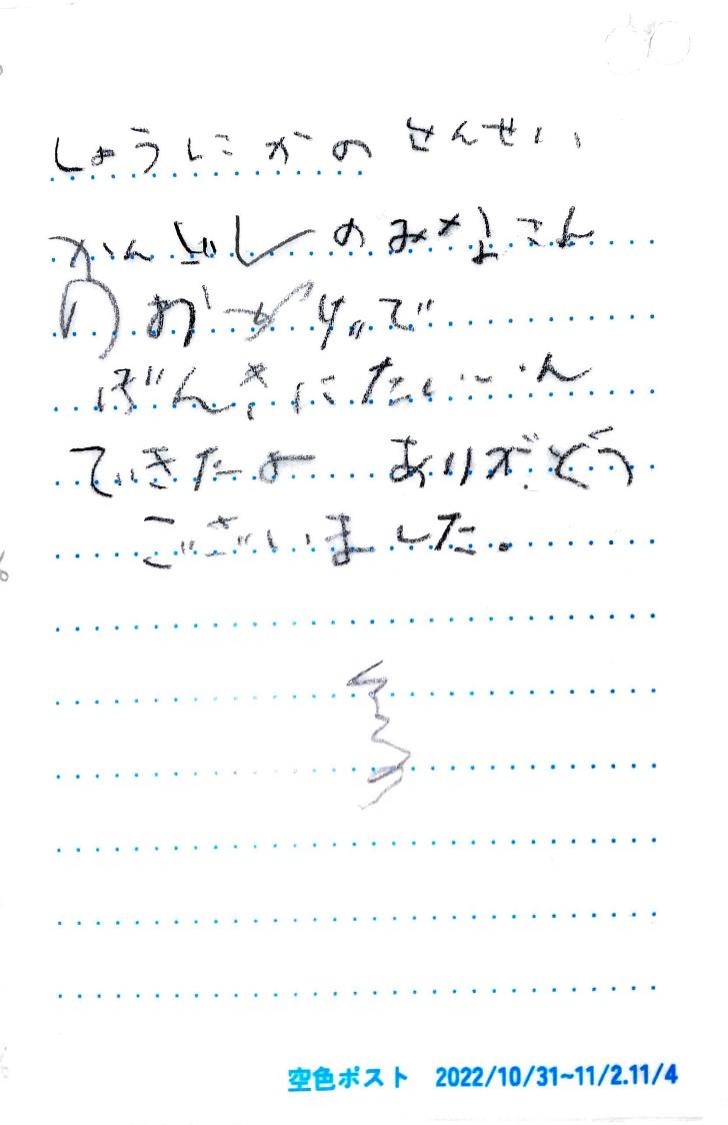 しょうにかの せんせい
かんごし のみなさん
のおかげで
げんきにたいいん
できたよ ありがとう
ございました。
空色ポスト 2022/10/31~11/2.11/4